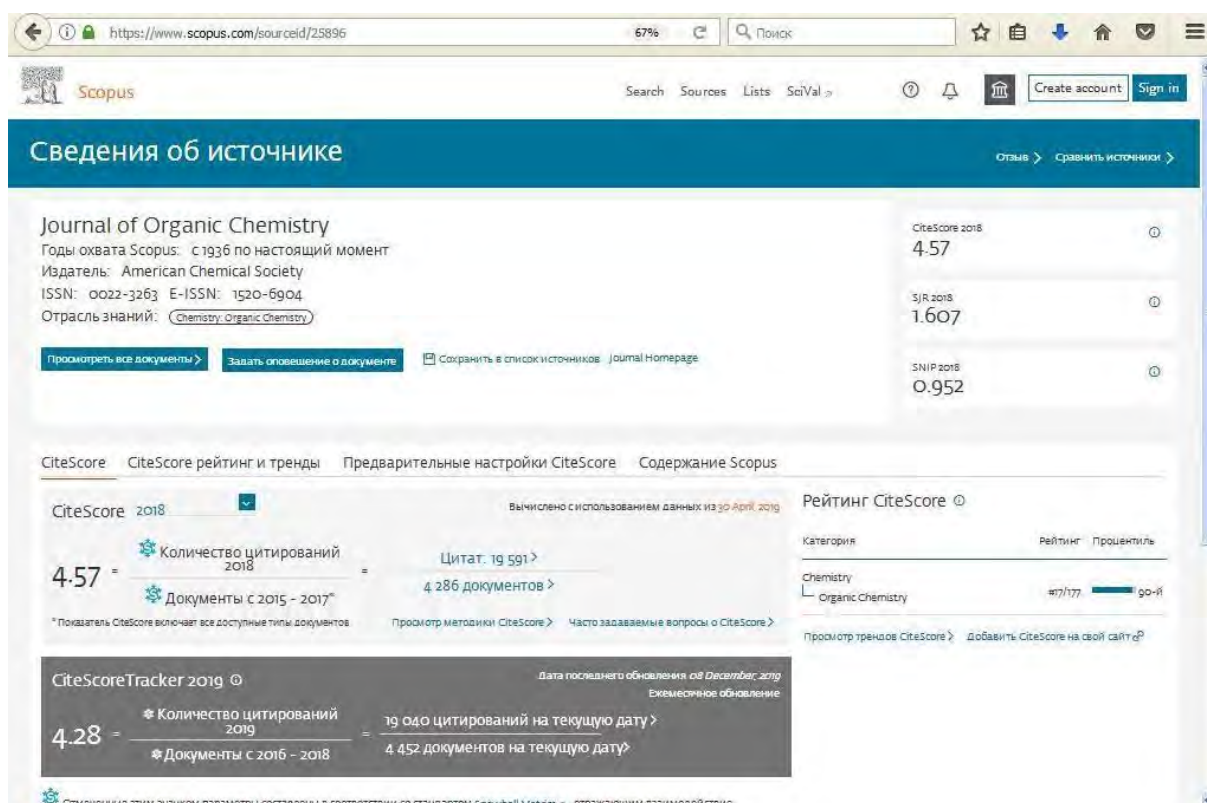 https://www.scopus.com/sourceid/25896 67% Поиск
Scopus Search Sources Lists SciVal Create account Sign in
Сведения об источнике Отзыв Сравнить источники
Journal of Organic Chemistry
Годы охвата Scopus: с 1936 по настоящий момент
Издатель: American Chemical Society
ISSN: 0022-3263 E-ISSN: 1520-6904
Отрасль знаний: Chemistry: Organic Chemistry
Просмотреть все документы > Задать оповещение о документе Сохранить в список источников Journal Homepage
CiteScore 2018
4.57
SJR 2018
1.607
SNIP 2018
0.952
CiteScore CiteScore рейтинг и тренды Предварительные настройки CiteScore Содержание Scopus
CiteScore 2018 Вычислено с использованием данных из 30 April, 2019
4.57 = Количество цитирований 2018 = Цитат: 19 591 >
Документы с 2015 - 2017* 4 286 документов >
* Показатель CiteScore включает все доступные типы документов Просмотр методики CiteScore > Часто задаваемые вопросы о CiteScore >
Рейтинг CiteScore
Категория Рейтинг Процентиль
Chemistry
Organic Chemistry #17/177 90-й
Просмотр трендов CiteScore > Добавить CiteScore на свой сайт
CiteScoreTracker 2019 Дата последнего обновления 08 December, 2019
Ежемесячное обновление
4.28 = Количество цитирований 2019 = 19 040 цитирований на текущую дату >
Документы с 2016 - 2018 4 452 документов на текущую дату >